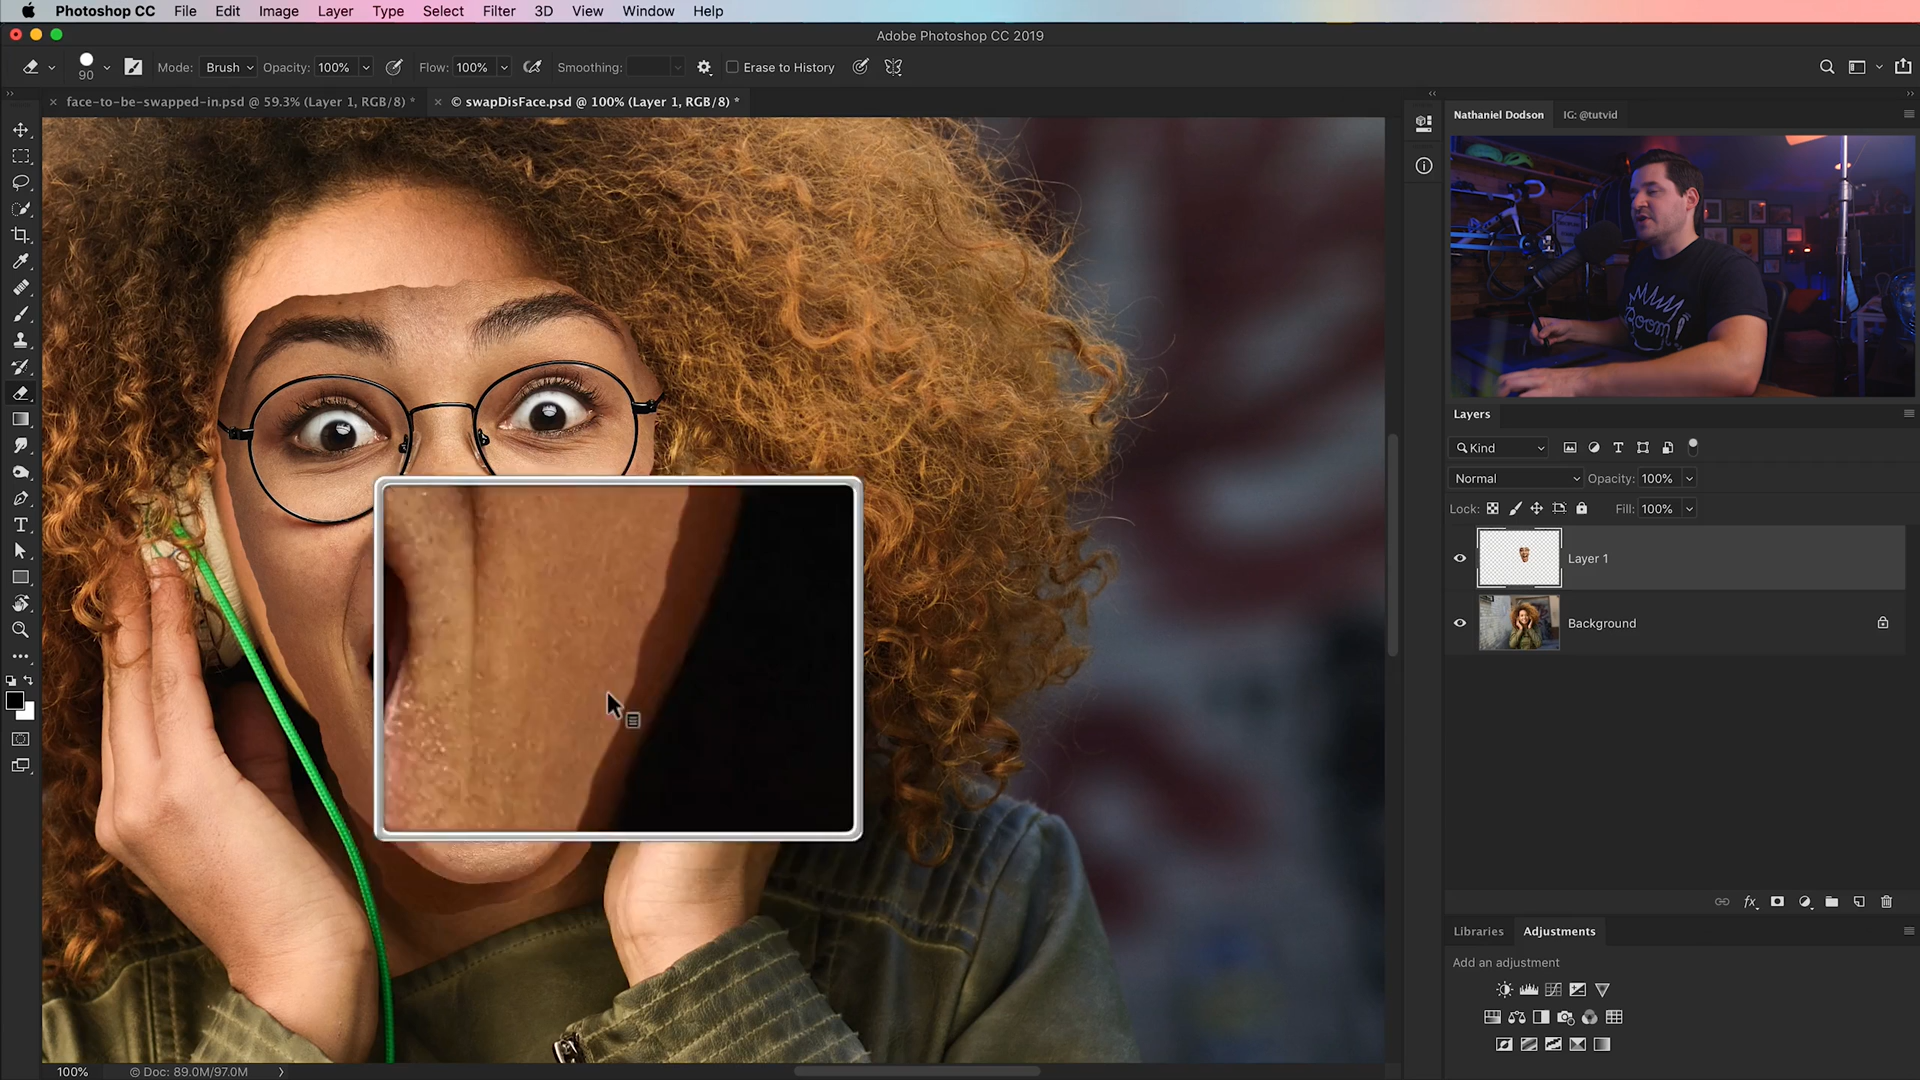 Photoshop CC File Edit Image Layer Type Select Filter 3D View Window Help
Adobe Photoshop CC 2019
90 Mode: Brush Opacity: 100% Flow: 100% Smoothing: Erase to History
× face-to-be-swapped-in.psd @ 59.3% (Layer 1, RGB/8) * × © swapDisFace.psd @ 100% (Layer 1, RGB/8) *
Nathaniel Dodson IG: @tutvid
ROOM
Layers
Kind
Normal Opacity: 100%
Lock: Fill: 100%
Layer 1
Background
Libraries Adjustments
Add an adjustment
100% © Doc: 89.0M/97.0M